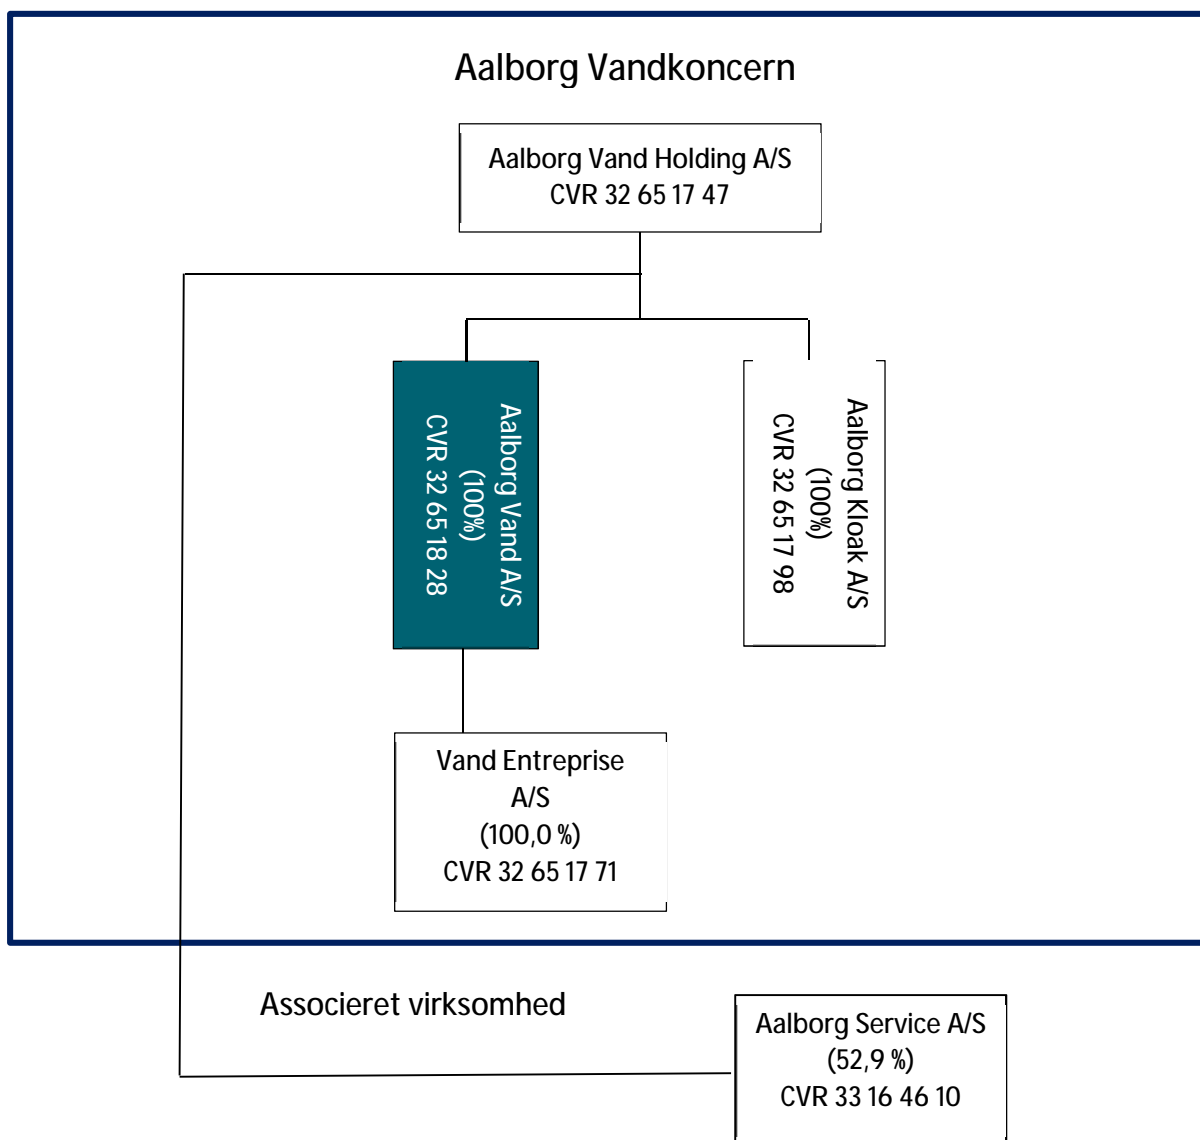 Aalborg Vandkoncern
Aalborg Vand Holding A/S
CVR 32 65 17 47
Aalborg Vand A/S
(100%)
CVR 32 65 18 28
Aalborg Kloak A/S
(100%)
CVR 32 65 17 98
Vand Entreprise
A/S
(100,0 %)
CVR 32 65 17 71
Associeret virksomhed
Aalborg Service A/S
(52,9 %)
CVR 33 16 46 10